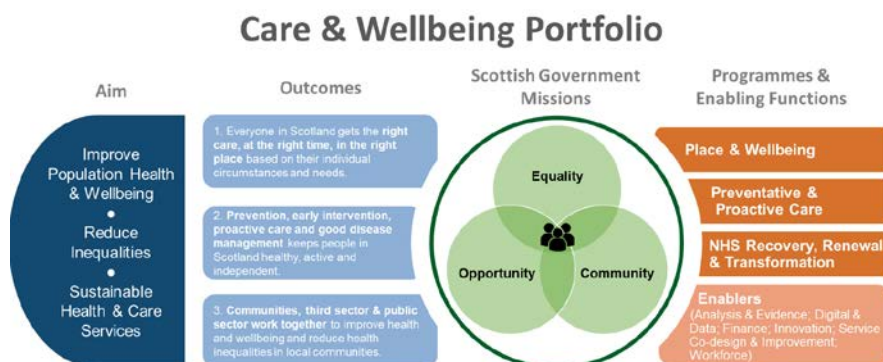 Care & Wellbeing Portfolio
Aim
Improve
Population Health
& Wellbeing
•
Reduce
Inequalities
•
Sustainable
Health & Care
Services
Outcomes
1. Everyone in Scotland gets the right
care, at the right time, in the right
place based on their individual
circumstances and needs.
2. Prevention, early intervention,
proactive care and good disease
management keeps people in
Scotland healthy, active and
independent.
3. Communities, third sector & public
sector work together to improve health
and wellbeing and reduce health
inequalities in local communities.
Scottish Government
Missions
Equality
Opportunity
Community
Programmes &
Enabling Functions
Place & Wellbeing
Preventative &
Proactive Care
NHS Recovery, Renewal
& Transformation
Enablers
(Analysis & Evidence; Digital &
Data; Finance; Innovation; Service
Co-design & Improvement;
Workforce)